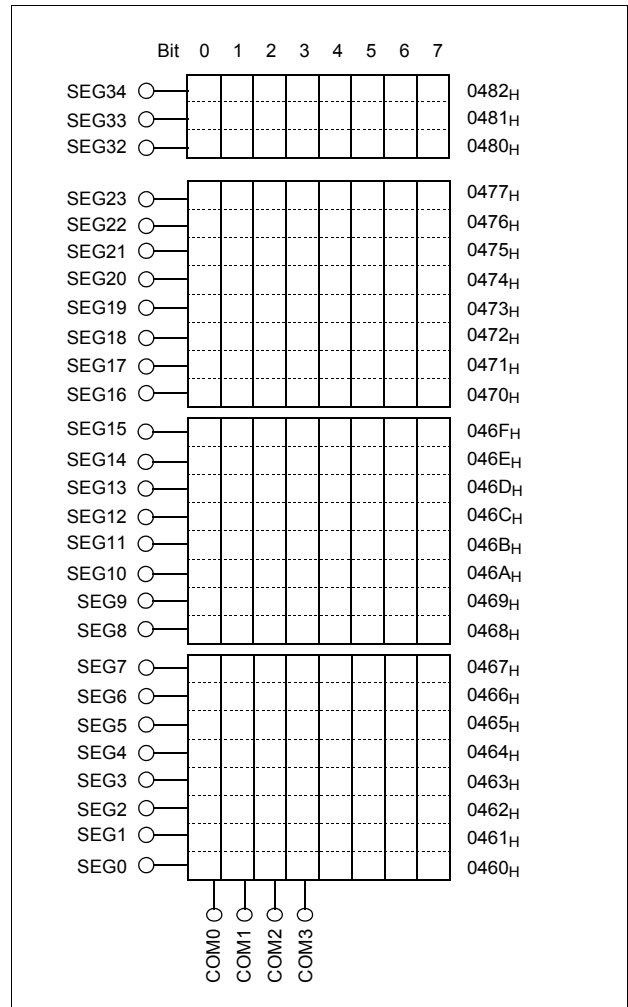 Bit 0 1 2 3 4 5 6 7
SEG34 0482H
SEG33 0481H
SEG32 0480H
SEG23 0477H
SEG22 0476H
SEG21 0475H
SEG20 0474H
SEG19 0473H
SEG18 0472H
SEG17 0471H
SEG16 0470H
SEG15 046FH
SEG14 046EH
SEG13 046DH
SEG12 046CH
SEG11 046BH
SEG10 046AH
SEG9 0469H
SEG8 0468H
SEG7 0467H
SEG6 0466H
SEG5 0465H
SEG4 0464H
SEG3 0463H
SEG2 0462H
SEG1 0461H
SEG0 0460H
COM0
COM1
COM2
COM3